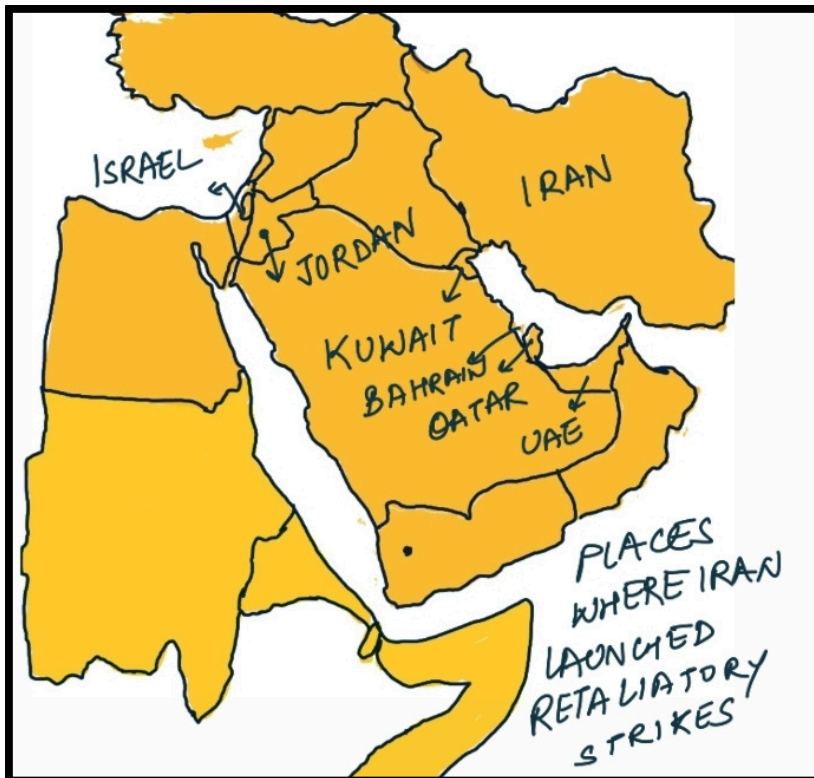 ISRAEL
IRAN
JORDAN
KUWAIT
BAHRAIN
QATAR
UAE
PLACES
WHERE IRAN
LAUNCHED
RETALIATORY
STRIKES